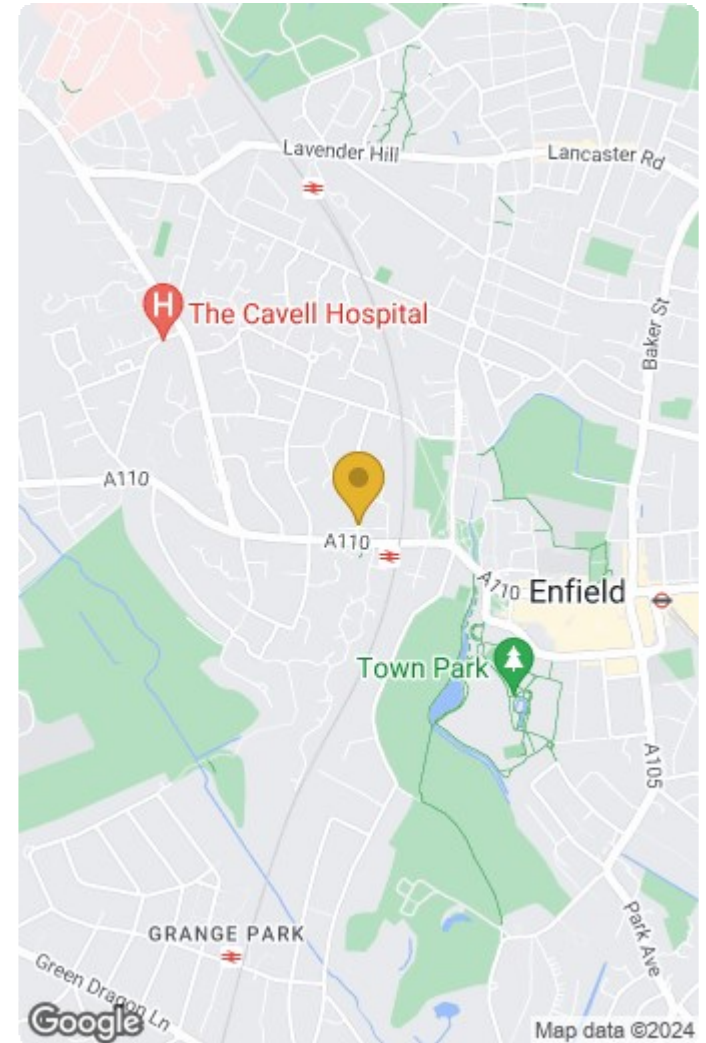 Lavender Hill
Lancaster Rd
H
The Cavell Hospital
Baker St
A110
A110
A110
Enfield
Town Park
A105
GRANGE PARK
Park Ave
Green Dragon Ln
Google
Map data ©2024